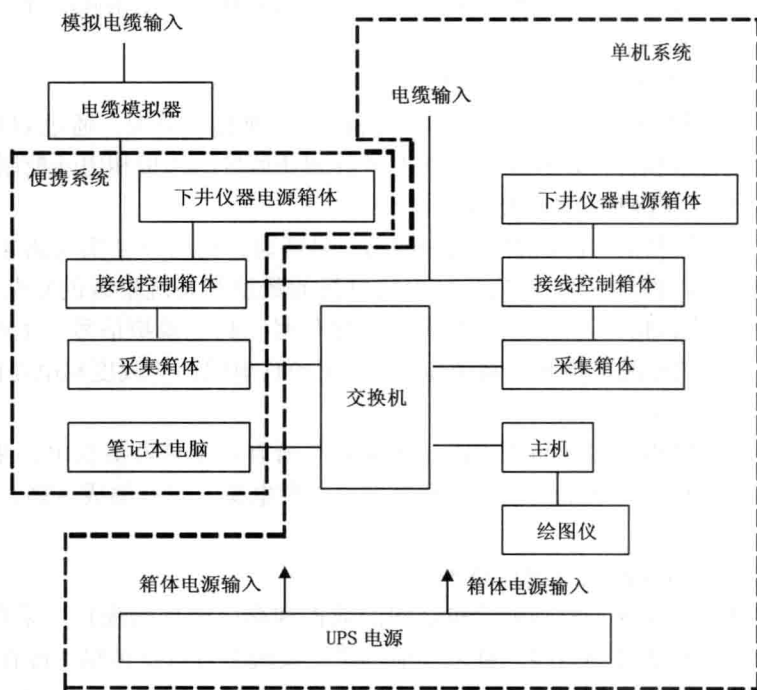 模拟电缆输入
单机系统
电缆模拟器
电缆输入
便携系统
下井仪器电源箱体
下井仪器电源箱体
接线控制箱体
接线控制箱体
采集箱体
交换机
采集箱体
笔记本电脑
主机
绘图仪
箱体电源输入
箱体电源输入
UPS 电源